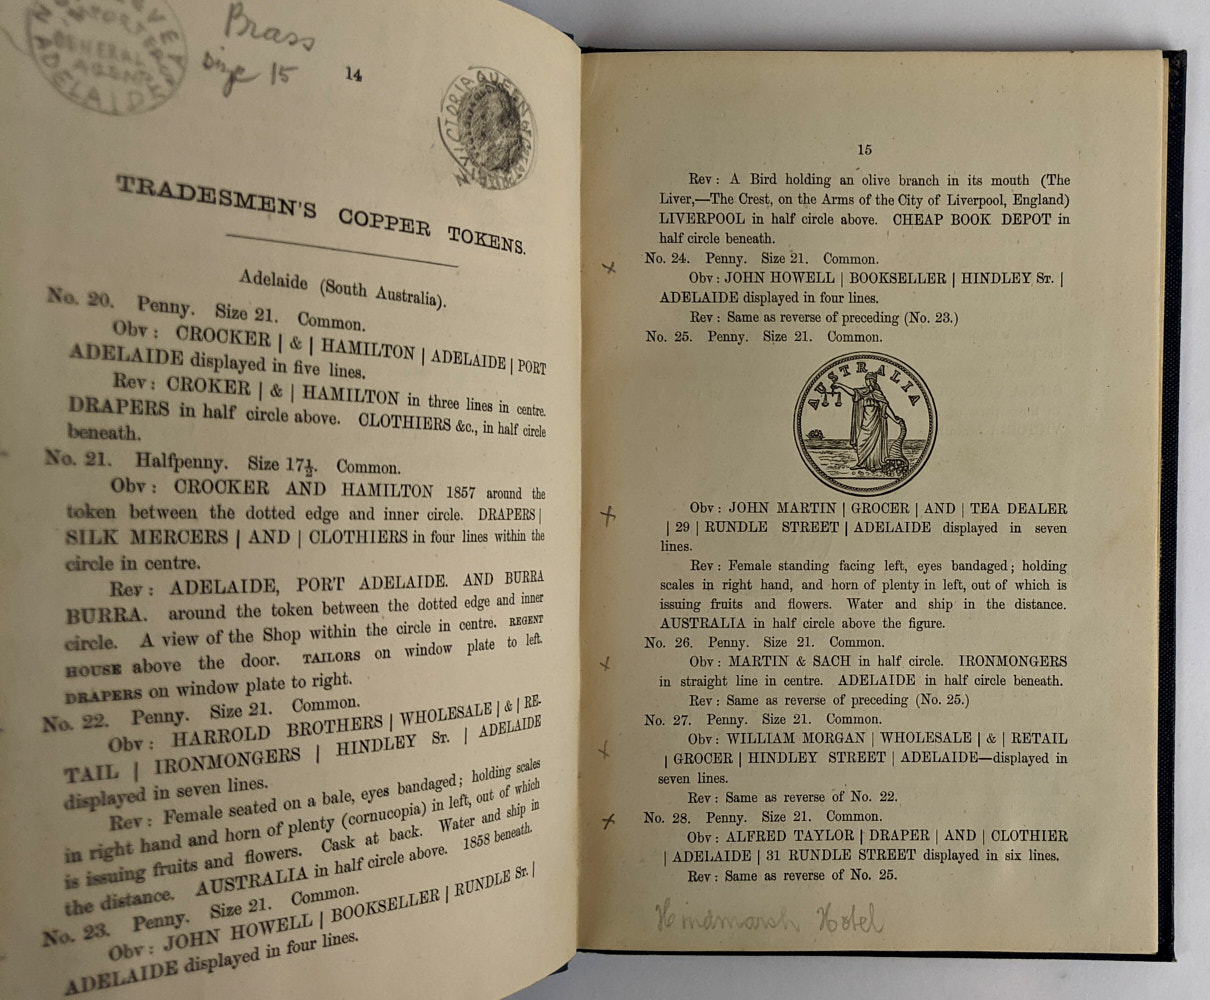 Brass
Size 15
14
GENERAL
AGENT
ADELAIDE
VICTORIA QUEEN OF GREAT
TRADESMEN'S COPPER TOKENS.
Adelaide (South Australia).
No. 20. Penny. Size 21. Common.
Obv: CROCKER | & | HAMILTON | ADELAIDE | PORT
ADELAIDE displayed in five lines.
Rev: CROKER | & | HAMILTON in three lines in centre.
DRAPERS in half circle above. CLOTHIERS &c., in half circle
beneath.
No. 21. Halfpenny. Size 17½. Common.
Obv: CROCKER AND HAMILTON 1857 around the
token between the dotted edge and inner circle. DRAPERS |
SILK MERCERS | AND | CLOTHIERS in four lines within the
circle in centre.
Rev: ADELAIDE, PORT ADELAIDE. AND BURRA
BURRA. around the token between the dotted edge and inner
circle. A view of the Shop within the circle in centre. REGENT
HOUSE above the door. TAILORS on window plate to left.
DRAPERS on window plate to right.
No. 22. Penny. Size 21. Common.
Obv: HARROLD BROTHERS | WHOLESALE | & | RE-
TAIL | IRONMONGERS | HINDLEY ST. | ADELAIDE
displayed in seven lines.
Rev: Female seated on a bale, eyes bandaged; holding scales
in right hand and horn of plenty (cornucopia) in left, out of which
is issuing fruits and flowers. Cask at back. Water and ship in
the distance. AUSTRALIA in half circle above. 1858 beneath.
No. 23. Penny. Size 21. Common.
Obv: JOHN HOWELL | BOOKSELLER | RUNDLE St. |
ADELAIDE displayed in four lines.
15
Rev: A Bird holding an olive branch in its mouth (The
Liver,—The Crest, on the Arms of the City of Liverpool, England)
LIVERPOOL in half circle above. CHEAP BOOK DEPOT in
half circle beneath.
No. 24. Penny. Size 21. Common.
Obv: JOHN HOWELL | BOOKSELLER | HINDLEY ST. |
ADELAIDE displayed in four lines.
Rev: Same as reverse of preceding (No. 23.)
No. 25. Penny. Size 21. Common.
AUSTRALIA
Obv: JOHN MARTIN | GROCER | AND | TEA DEALER
| 29 | RUNDLE STREET | ADELAIDE displayed in seven
lines.
Rev: Female standing facing left, eyes bandaged; holding
scales in right hand, and horn of plenty in left, out of which is
issuing fruits and flowers. Water and ship in the distance.
AUSTRALIA in half circle above the figure.
No. 26. Penny. Size 21. Common.
Obv: MARTIN & SACH in half circle. IRONMONGERS
in straight line in centre. ADELAIDE in half circle beneath.
Rev: Same as reverse of preceding (No. 25.)
No. 27. Penny. Size 21. Common.
Obv: WILLIAM MORGAN | WHOLESALE | & | RETAIL
| GROCER | HINDLEY STREET | ADELAIDE—displayed in
seven lines.
Rev: Same as reverse of No. 22.
No. 28. Penny. Size 21. Common.
Obv: ALFRED TAYLOR | DRAPER | AND | CLOTHIER
| ADELAIDE | 31 RUNDLE STREET displayed in six lines.
Rev: Same as reverse of No. 25.
Hindmarsh Hotel